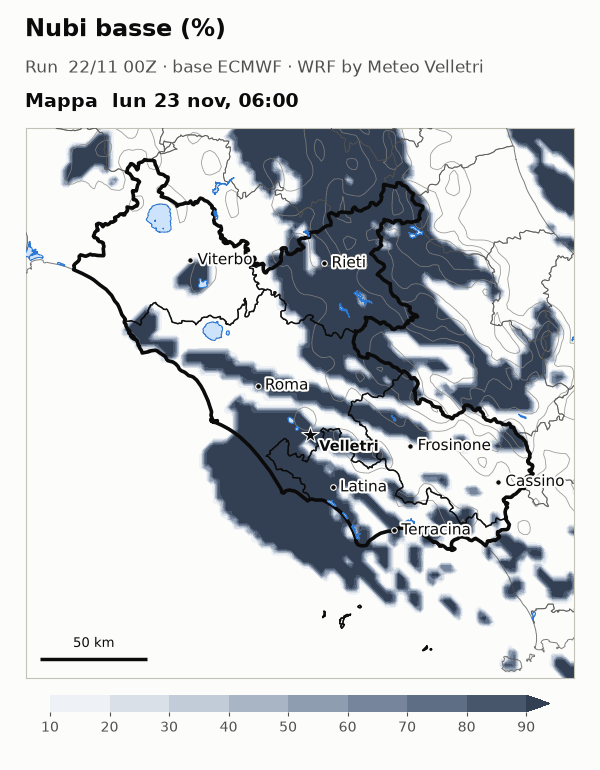 Nubi basse (%)
Run  22/11 00Z · base ECMWF · WRF by Meteo Velletri
Mappa  lun 23 nov, 06:00
Viterbo
Rieti
Roma
Velletri
Frosinone
Cassino
Latina
Terracina
50 km
10 20 30 40 50 60 70 80 90